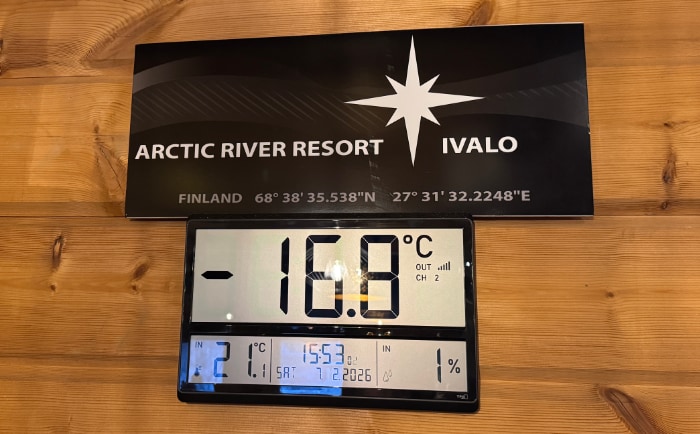 ARCTIC RIVER RESORT IVALO
FINLAND 68° 38' 35.538"N 27° 31' 32.2248"E
-16.8°C
OUT
CH 2
IN 21.1°C
15:53
SAT 7. 2.2026
IN 1%